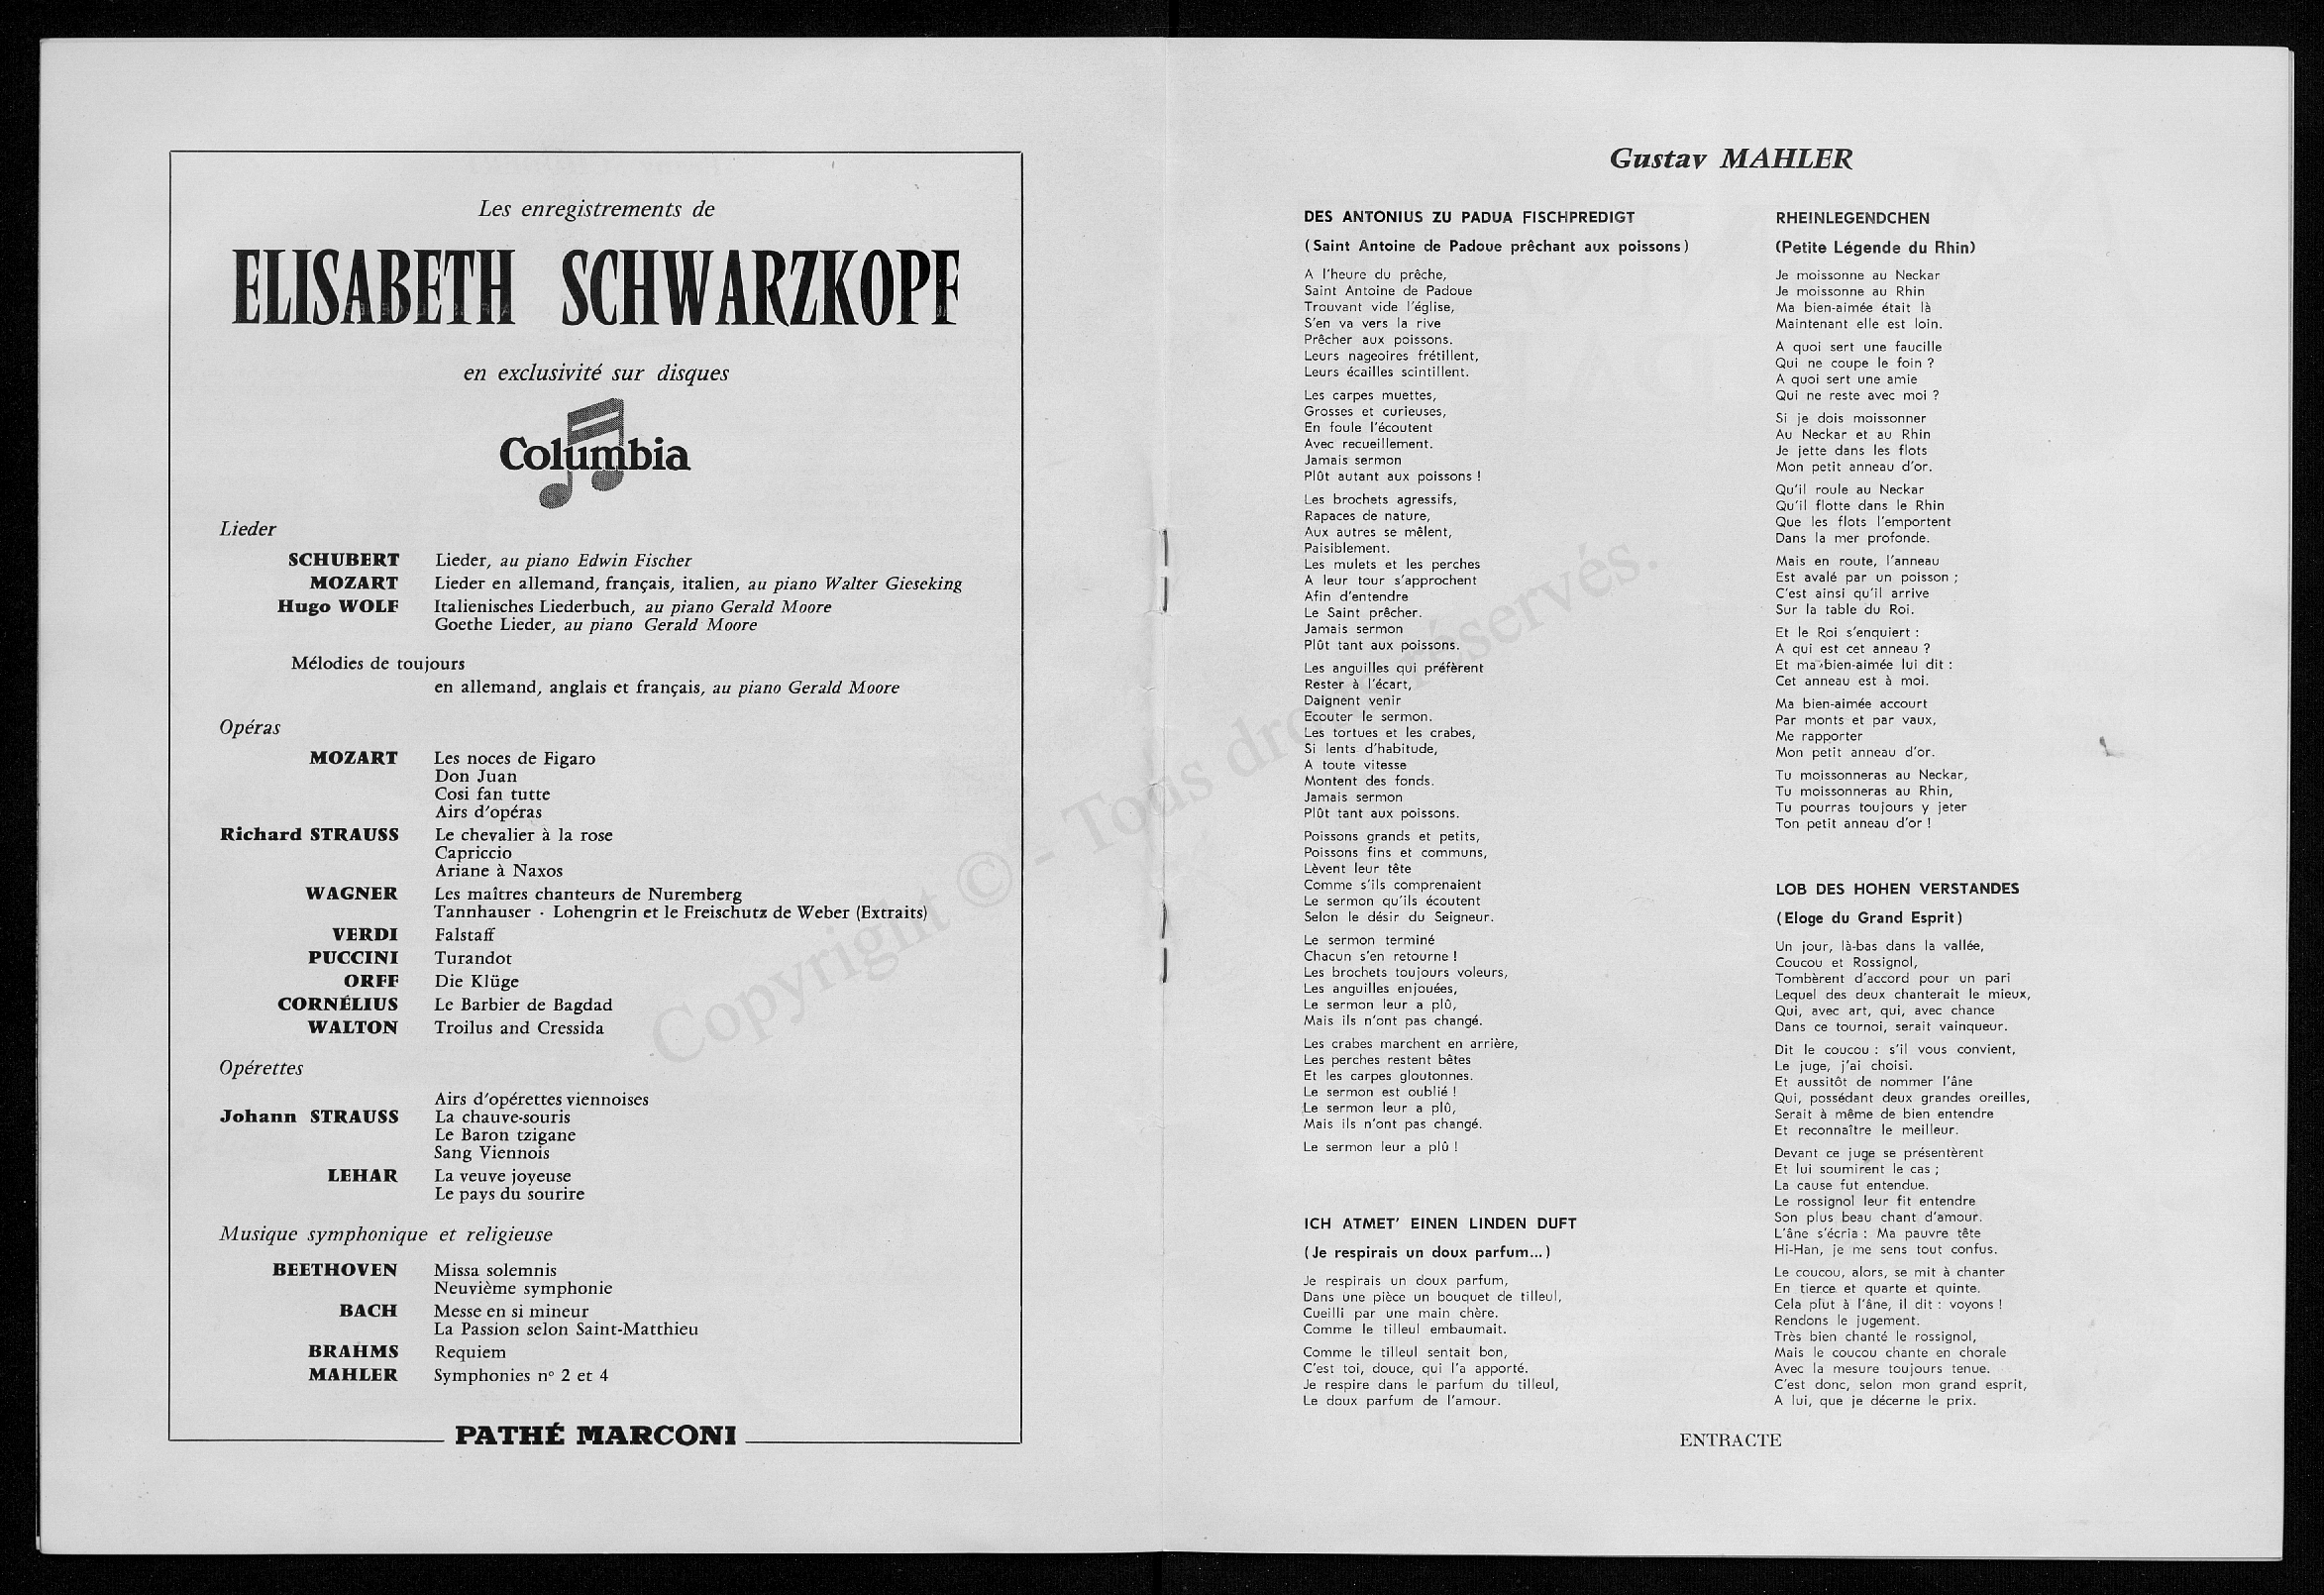 Les enregistrements de
ELISABETH SCHWARZKOPF
en exclusivité sur disques
Columbia
Lieder
SCHUBERT Lieder, au piano Edwin Fischer
MOZART Lieder en allemand, français, italien, au piano Walter Gieseking
Hugo WOLF Italienisches Liederbuch, au piano Gerald Moore
Goethe Lieder, au piano Gerald Moore
Mélodies de toujours
en allemand, anglais et français, au piano Gerald Moore
Opéras
MOZART Les noces de Figaro
Don Juan
Cosi fan tutte
Airs d'opéras
Richard STRAUSS Le chevalier à la rose
Capriccio
Ariane à Naxos
WAGNER Les maîtres chanteurs de Nuremberg
Tannhauser - Lohengrin et le Freischutz de Weber (Extraits)
VERDI Falstaff
PUCCINI Turandot
ORFF Die Klüge
CORNÉLIUS Le Barbier de Bagdad
WALTON Troilus and Cressida
Opérettes
Airs d'opérettes viennoises
Johann STRAUSS La chauve-souris
Le Baron tzigane
Sang Viennois
LEHAR La veuve joyeuse
Le pays du sourire
Musique symphonique et religieuse
BEETHOVEN Missa solemnis
Neuvième symphonie
BACH Messe en si mineur
La Passion selon Saint-Matthieu
BRAHMS Requiem
MAHLER Symphonies n° 2 et 4
PATHÉ MARCONI
Gustav MAHLER
DES ANTONIUS ZU PADUA FISCHPREDIGT
(Saint Antoine de Padoue prêchant aux poissons)
A l'heure du prêche,
Saint Antoine de Padoue
Trouvant vide l'église,
S'en va vers la rive
Prêcher aux poissons.
Leurs nageoires frétillent,
Leurs écailles scintillent.
Les carpes muettes,
Grosses et curieuses,
En foule l'écoutent
Avec recueillement.
Jamais sermon
Plût autant aux poissons !
Les brochets agressifs,
Rapaces de nature,
Aux autres se mêlent,
Paisiblement.
Les mulets et les perches
A leur tour s'approchent
Afin d'entendre
Le Saint prêcher.
Jamais sermon
Plût tant aux poissons.
Les anguilles qui préfèrent
Rester à l'écart,
Daignent venir
Ecouter le sermon.
Les tortues et les crabes,
Si lents d'habitude,
A toute vitesse
Montent des fonds.
Jamais sermon
Plût tant aux poissons.
Poissons grands et petits,
Poissons fins et communs,
Lèvent leur tête
Comme s'ils comprenaient
Le sermon qu'ils écoutent
Selon le désir du Seigneur.
Le sermon terminé
Chacun s'en retourne !
Les brochets toujours voleurs,
Les anguilles enjouées,
Le sermon leur a plû,
Mais ils n'ont pas changé.
Les crabes marchent en arrière,
Les perches restent bêtes
Et les carpes gloutonnes.
Le sermon est oublié !
Le sermon leur a plû,
Mais ils n'ont pas changé.
Le sermon leur a plû !
ICH ATMET' EINEN LINDEN DUFT
(Je respirais un doux parfum...)
Je respirais un doux parfum,
Dans une pièce un bouquet de tilleul,
Cueilli par une main chère.
Comme le tilleul embaumait.
Comme le tilleul sentait bon,
C'est toi, douce, qui l'a apporté.
Je respire dans le parfum du tilleul,
Le doux parfum de l'amour.
RHEINLEGENDCHEN
(Petite Légende du Rhin)
Je moissonne au Neckar
Je moissonne au Rhin
Ma bien-aimée était là
Maintenant elle est loin.
A quoi sert une faucille
Qui ne coupe le foin ?
A quoi sert une amie
Qui ne reste avec moi ?
Si je dois moissonner
Au Neckar et au Rhin
Je jette dans les flots
Mon petit anneau d'or.
Qu'il roule au Neckar
Qu'il flotte dans le Rhin
Que les flots l'emportent
Dans la mer profonde.
Mais en route, l'anneau
Est avalé par un poisson ;
C'est ainsi qu'il arrive
Sur la table du Roi.
Et le Roi s'enquiert :
A qui est cet anneau ?
Et ma bien-aimée lui dit :
Cet anneau est à moi.
Ma bien-aimée accourt
Par monts et par vaux,
Me rapporter
Mon petit anneau d'or.
Tu moissonneras au Neckar,
Tu moissonneras au Rhin,
Tu pourras toujours y jeter
Ton petit anneau d'or !
LOB DES HOHEN VERSTANDES
(Eloge du Grand Esprit)
Un jour, là-bas dans la vallée,
Coucou et Rossignol,
Tombèrent d'accord pour un pari
Lequel des deux chanterait le mieux,
Qui, avec art, qui, avec chance
Dans ce tournoi, serait vainqueur.
Dit le coucou : s'il vous convient,
Le juge, j'ai choisi.
Et aussitôt de nommer l'âne
Qui, possédant deux grandes oreilles,
Serait à même de bien entendre
Et reconnaître le meilleur.
Devant ce juge se présentèrent
Et lui soumirent le cas ;
La cause fut entendue.
Le rossignol leur fit entendre
Son plus beau chant d'amour.
L'âne s'écria : Ma pauvre tête
Hi-Han, je me sens tout confus.
Le coucou, alors, se mit à chanter
En tierce et quarte et quinte.
Cela plut à l'âne, il dit : voyons !
Rendons le jugement.
Très bien chanté le rossignol,
Mais le coucou chante en chorale
Avec la mesure toujours tenue.
C'est donc, selon mon grand esprit,
A lui, que je décerne le prix.
ENTRACTE
Copyright © - Tous droits réservés.